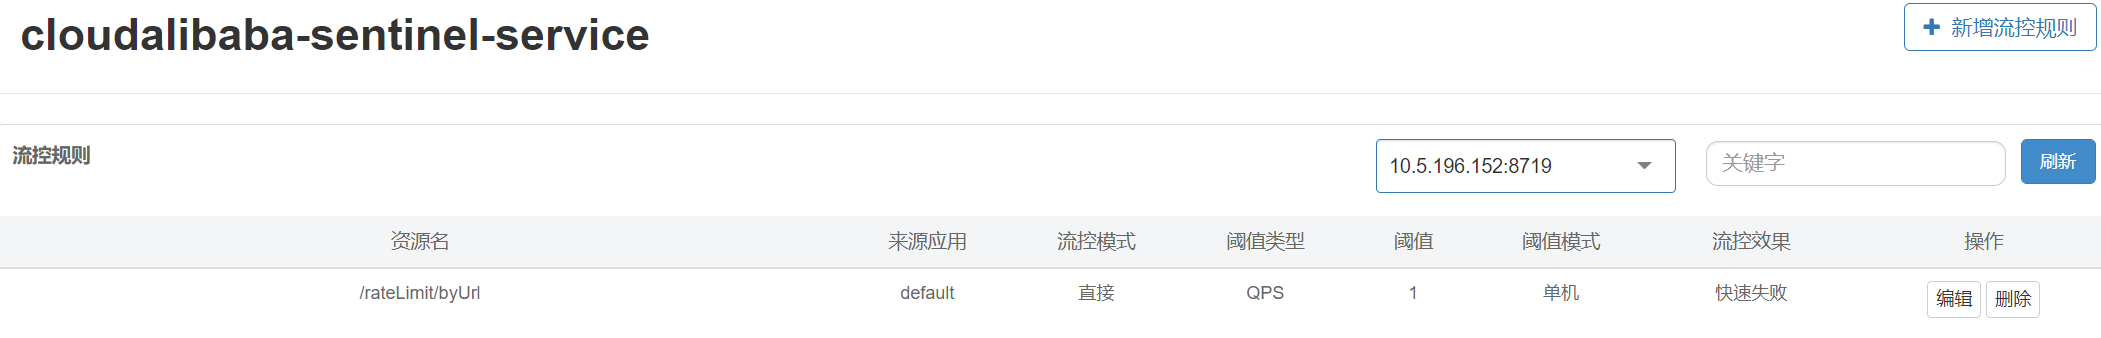 cloudalibaba-sentinel-service
+ 新增流控规则
流控规则
10.5.196.152:8719
关键字
刷新
资源名 来源应用 流控模式 阈值类型 阈值 阈值模式 流控效果 操作
/rateLimit/byUrl default 直接 QPS 1 单机 快速失败 编辑 删除